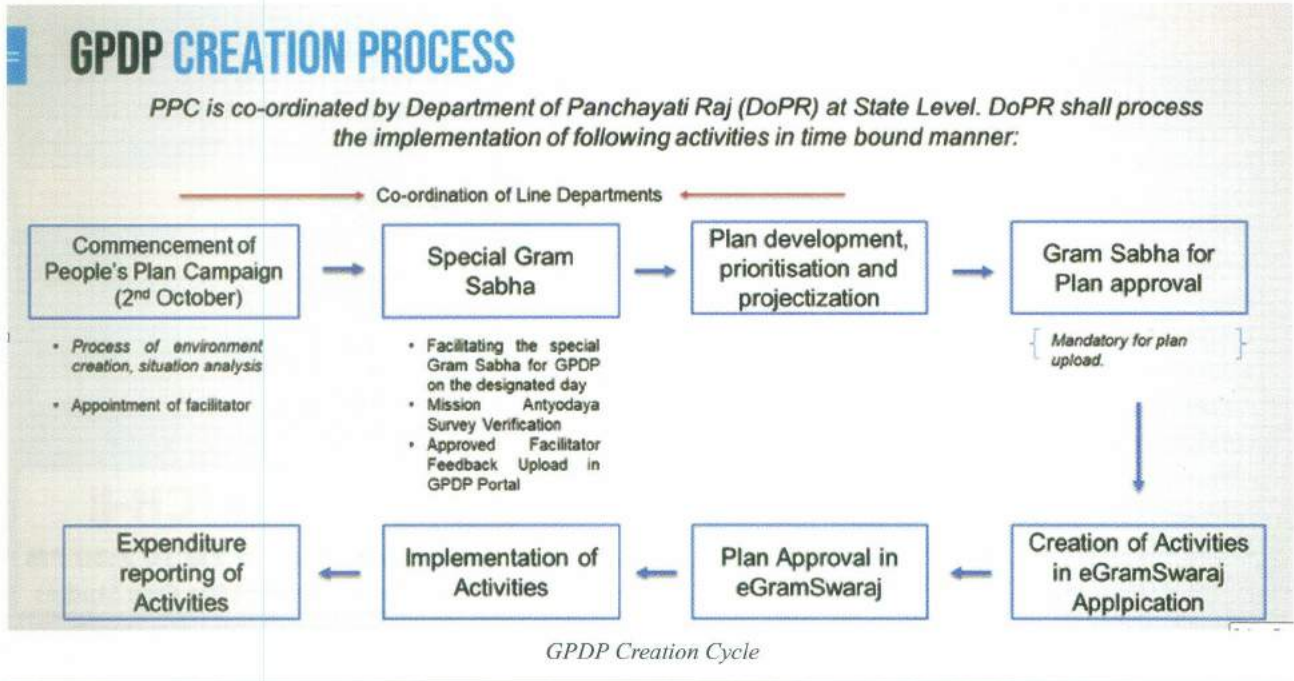 GPDP CREATION PROCESS
PPC is co-ordinated by Department of Panchayati Raj (DoPR) at State Level. DoPR shall process
the implementation of following activities in time bound manner:
Co-ordination of Line Departments
Commencement of
People's Plan Campaign
(2nd October)
Special Gram
Sabha
Plan development,
prioritisation and
projectization
Gram Sabha for
Plan approval
• Process of environment
creation, situation analysis
• Appointment of facilitator
• Facilitating the special
Gram Sabha for GPDP
on the designated day
• Mission Antyodaya
Survey Verification
• Approved Facilitator
Feedback Upload in
GPDP Portal
Mandatory for plan
upload.
Expenditure
reporting of
Activities
Implementation of
Activities
Plan Approval in
eGramSwaraj
Creation of Activities
in eGramSwaraj
Applpication
GPDP Creation Cycle